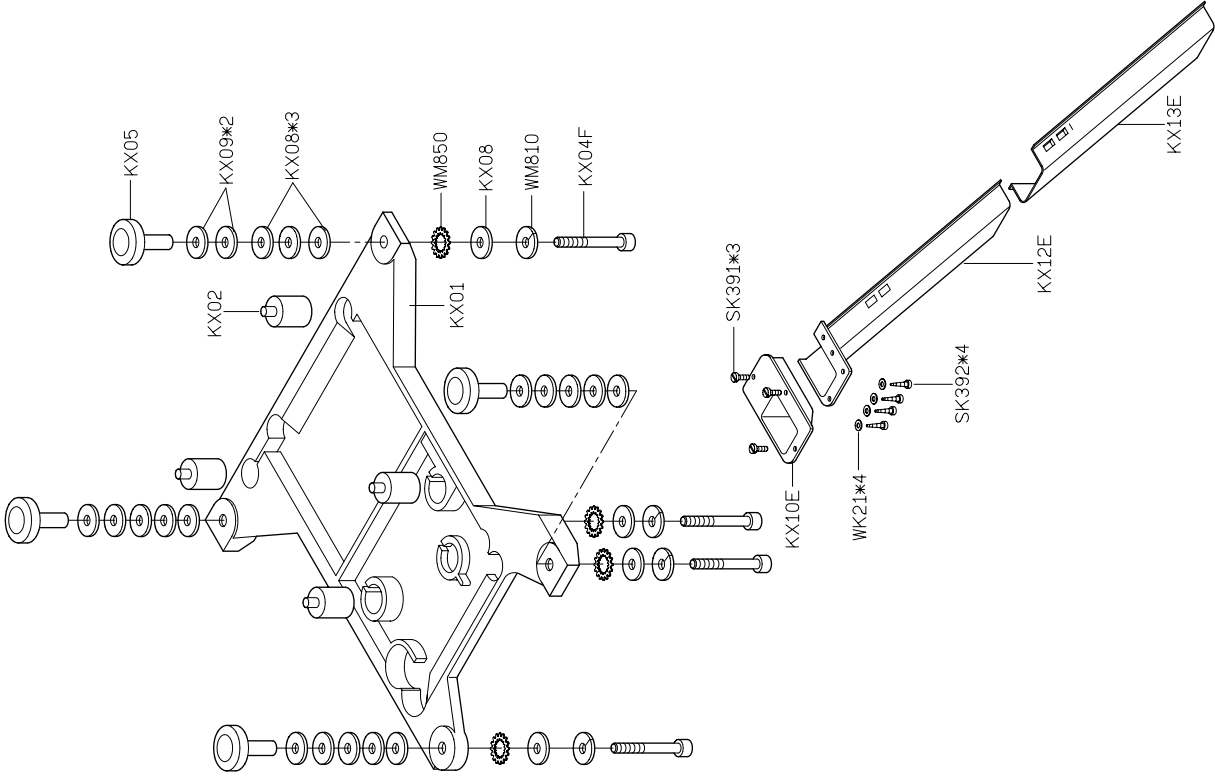 KX05
KX09*2
KX08*3
WM850
KX08
WM810
KX04F
KX02
KX01
KX13E
KX12E
SK391*3
SK392*4
KX10E
WK21*4